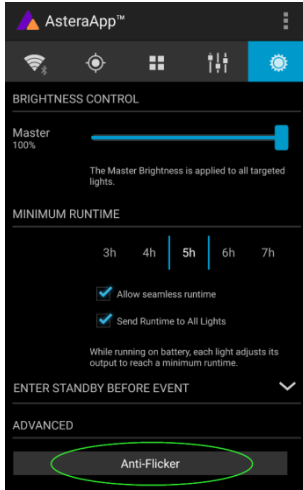 AsteraApp™
BRIGHTNESS CONTROL
Master
100%
The Master Brightness is applied to all targeted
lights.
MINIMUM RUNTIME
3h 4h 5h 6h 7h
Allow seamless runtime
Send Runtime to All Lights
While running on battery, each light adjusts its
output to reach a minimum runtime.
ENTER STANDBY BEFORE EVENT
ADVANCED
Anti-Flicker